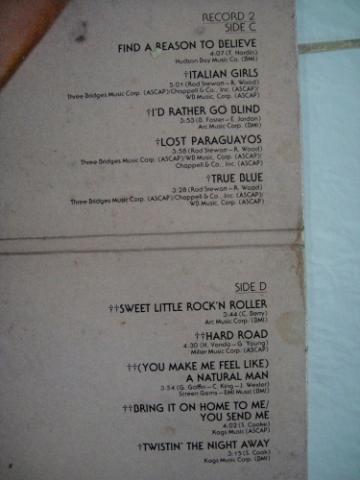 RECORD 2
SIDE C
FIND A REASON TO BELIEVE
4:07 (T. Hardin)
Hudson Bay Music Co. (BMI)
†ITALIAN GIRLS
5:01 (Rod Stewart – R. Wood)
Three Bridges Music Corp. (ASCAP)/Chappell & Co., Inc. (ASCAP)/
WB Music, Corp. (ASCAP)
†I'D RATHER GO BLIND
3:53 (B. Foster – E. Jordan)
Arc Music Corp. (BMI)
†LOST PARAGUAYOS
3:58 (Rod Stewart – R. Wood)
Three Bridges Music Corp. (ASCAP)/WB Music Corp. (ASCAP)/
Chappell & Co., Inc. (ASCAP)
†TRUE BLUE
3:28 (Rod Stewart – R. Wood)
Three Bridges Music Corp. (ASCAP)/Chappell & Co., Inc. (ASCAP)/
WB Music, Corp. (ASCAP)
SIDE D
††SWEET LITTLE ROCK'N ROLLER
3:44 (C. Berry)
Arc Music Corp. (BMI)
††HARD ROAD
4:30 (H. Vanda – G. Young)
Miller Music Corp. (ASCAP)
††(YOU MAKE ME FEEL LIKE)
A NATURAL MAN
3:54 (G. Goffin – C. King – J. Wexler)
Screen Gems – EMI Music (BMI)
††BRING IT ON HOME TO ME/
YOU SEND ME
4:02 (S. Cooke)
Kags Music (ASCAP)
†TWISTIN' THE NIGHT AWAY
3:15 (S. Cook)
Kags Music Corp. (BMI)